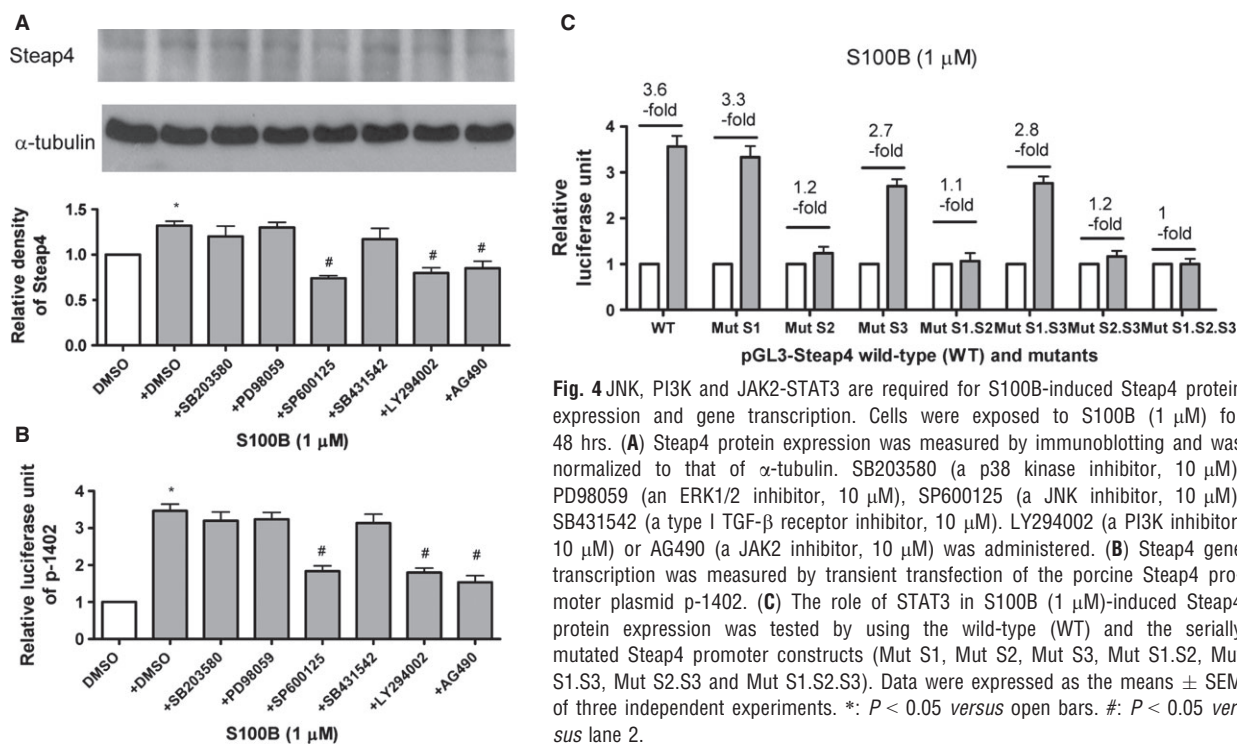 A
Steap4
α-tubulin
Relative density
of Steap4
1.5
1.0
0.5
0.0
*
#
#
#
DMSO
+DMSO
+SB203580
+PD98059
+SP600125
+SB431542
+LY294002
+AG490
S100B (1 μM)
B
Relative luciferase unit
of p-1402
4
3
2
1
0
*
#
#
#
DMSO
+DMSO
+SB203580
+PD98059
+SP600125
+SB431542
+LY294002
+AG490
S100B (1 μM)
C
S100B (1 μM)
Relative
luciferase unit
4
3
2
1
0
3.6
-fold
3.3
-fold
1.2
-fold
2.7
-fold
1.1
-fold
2.8
-fold
1.2
-fold
1
-fold
WT
Mut S1
Mut S2
Mut S3
Mut S1.S2
Mut S1.S3
Mut S2.S3
Mut S1.S2.S3
pGL3-Steap4 wild-type (WT) and mutants
Fig. 4 JNK, PI3K and JAK2-STAT3 are required for S100B-induced Steap4 protein
expression and gene transcription. Cells were exposed to S100B (1 μM) fo
48 hrs. (A) Steap4 protein expression was measured by immunoblotting and was
normalized to that of α-tubulin. SB203580 (a p38 kinase inhibitor, 10 μM)
PD98059 (an ERK1/2 inhibitor, 10 μM), SP600125 (a JNK inhibitor, 10 μM)
SB431542 (a type I TGF-β receptor inhibitor, 10 μM). LY294002 (a PI3K inhibitor
10 μM) or AG490 (a JAK2 inhibitor, 10 μM) was administered. (B) Steap4 gene
transcription was measured by transient transfection of the porcine Steap4 pro-
moter plasmid p-1402. (C) The role of STAT3 in S100B (1 μM)-induced Steap4
protein expression was tested by using the wild-type (WT) and the serially
mutated Steap4 promoter constructs (Mut S1, Mut S2, Mut S3, Mut S1.S2, Mu
S1.S3, Mut S2.S3 and Mut S1.S2.S3). Data were expressed as the means ± SEM
of three independent experiments. *: P < 0.05 versus open bars. #: P < 0.05 ver
sus lane 2.